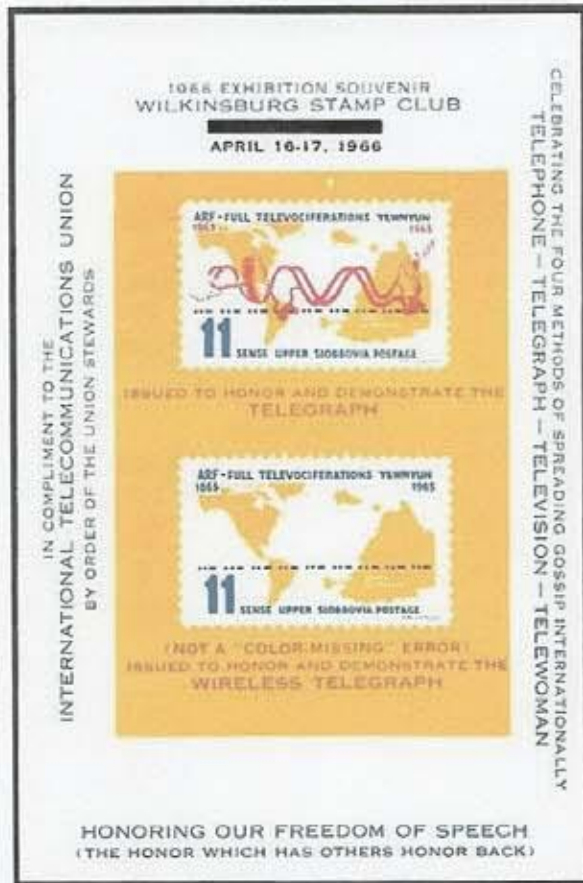 1966 EXHIBITION SOUVENIR
WILKINSBURG STAMP CLUB
APRIL 16-17, 1966
IN COMPLIMENT TO THE
INTERNATIONAL TELECOMMUNICATIONS UNION
BY ORDER OF THE UNION STEWARDS
CELEBRATING THE FOUR METHODS OF SPREADING GOSSIP INTERNATIONALLY
TELEPHONE — TELEGRAPH — TELEVISION — TELEWOMAN
ARF-FULL TELEVOCIFERATIONS YEWNYUN
1865 1965
11 SENSE UPPER SLOBBOVIA POSTAGE
ISSUED TO HONOR AND DEMONSTRATE THE
TELEGRAPH
ARF-FULL TELEVOCIFERATIONS YEWNYUN
1865 1965
11 SENSE UPPER SLOBBOVIA POSTAGE
(NOT A "COLOR-MISSING" ERROR)
ISSUED TO HONOR AND DEMONSTRATE THE
WIRELESS TELEGRAPH
HONORING OUR FREEDOM OF SPEECH
(THE HONOR WHICH HAS OTHERS HONOR BACK)